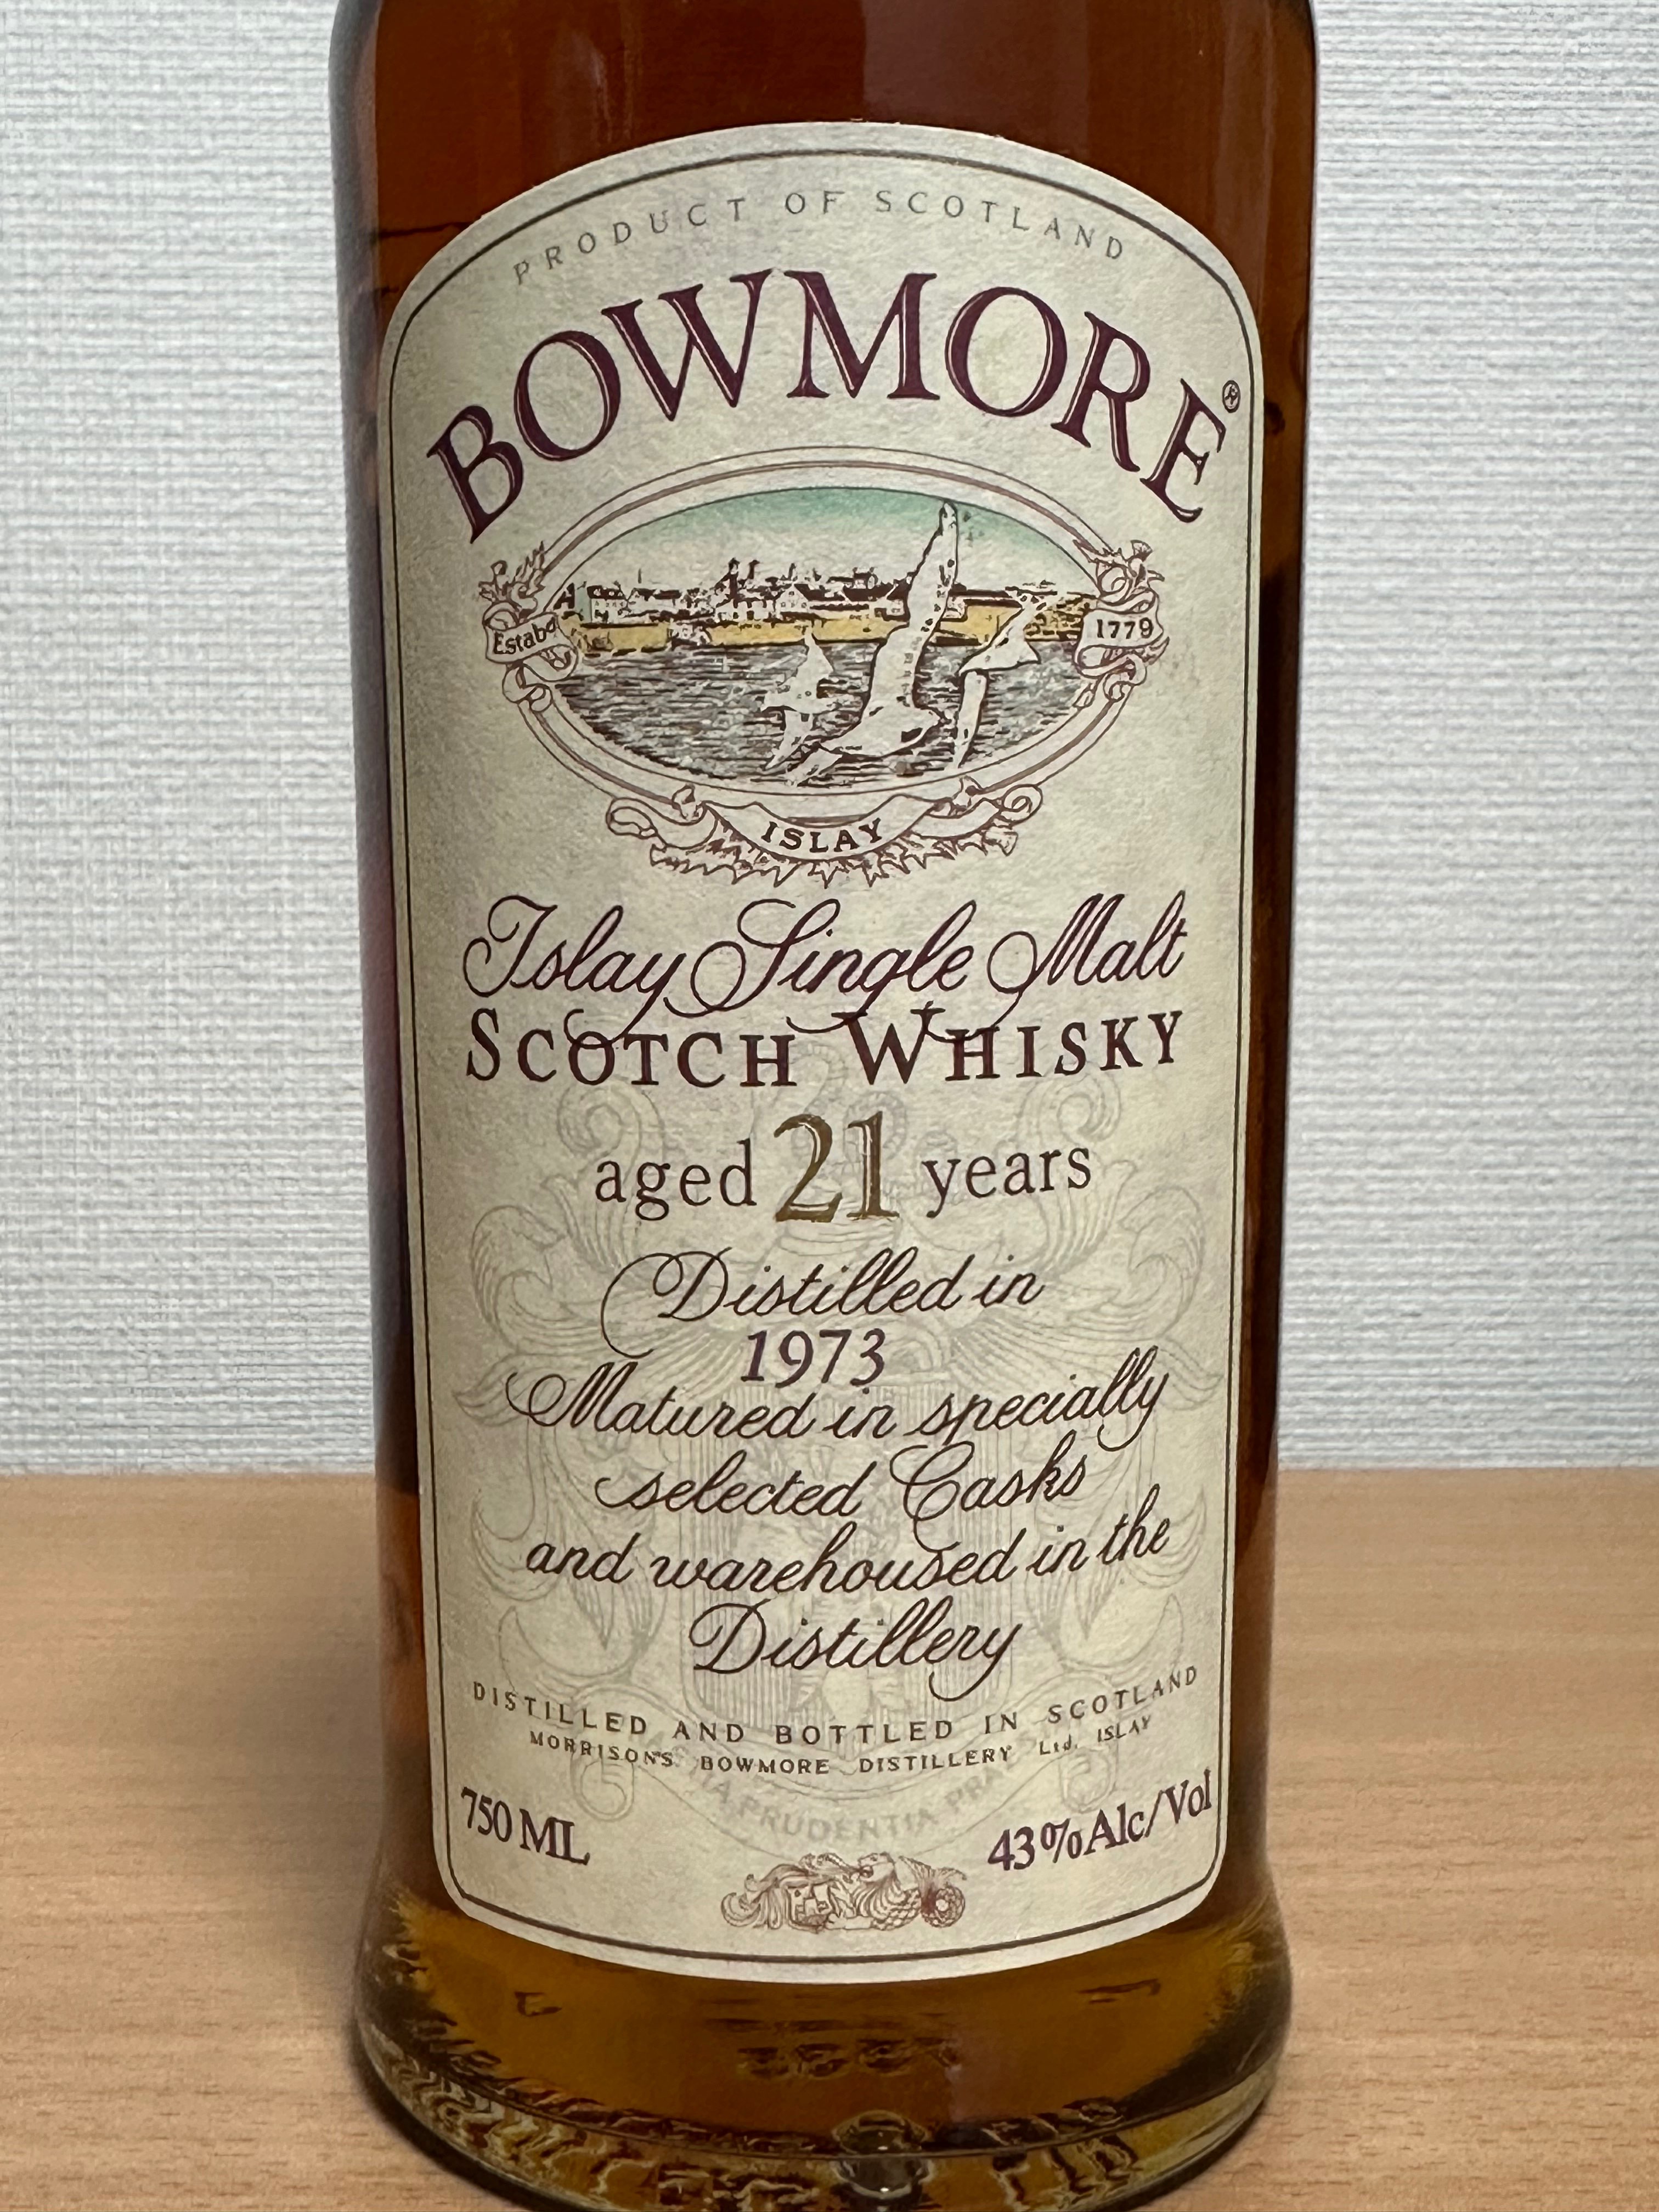 PRODUCT OF SCOTLAND
BOWMORE®
Estabd 1779
ISLAY
Islay Single Malt
SCOTCH WHISKY
aged 21 years
Distilled in
1973
Matured in specially
selected Casks
and warehoused in the
Distillery
DISTILLED AND BOTTLED IN SCOTLAND
MORRISON'S BOWMORE DISTILLERY Ltd. ISLAY
PRUDENTIA
750 ML
43%Alc/Vol